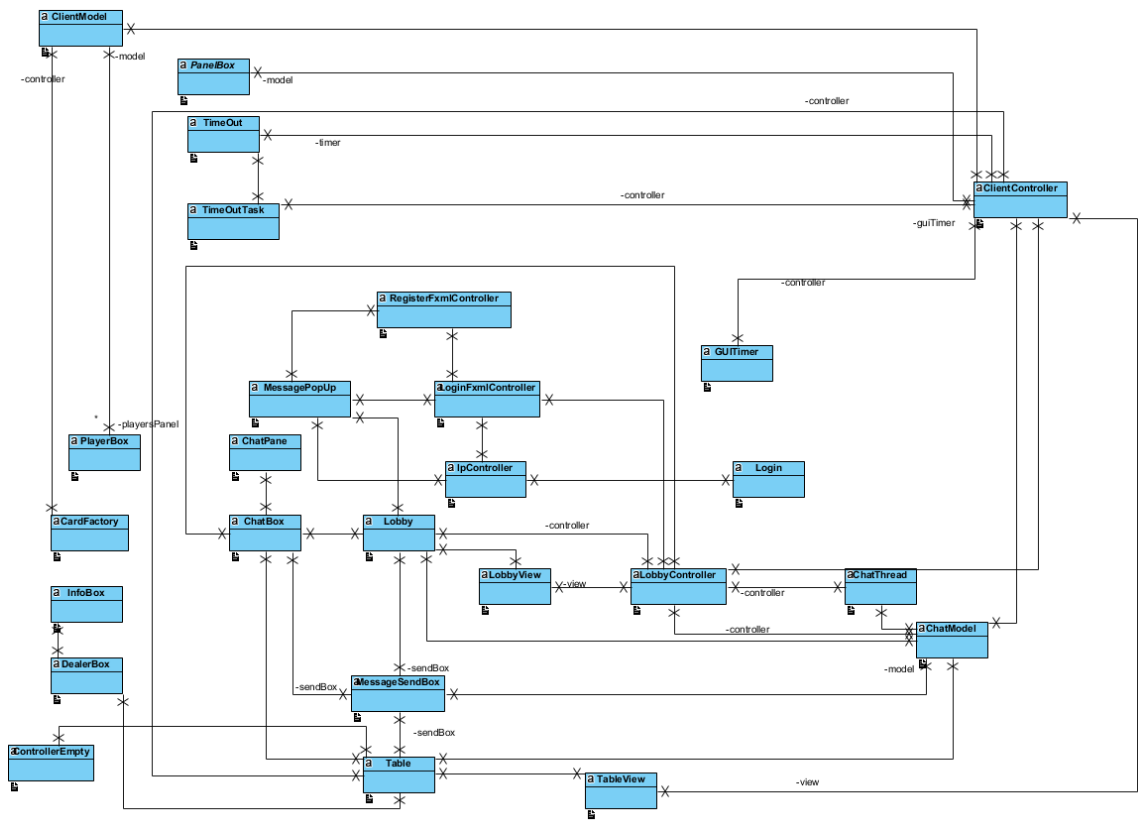 a ClientModel
-model
-controller
a PanelBox
-model
-controller
a TimeOut
-timer
a ClientController
-controller
a TimeOutTask
-guiTimer
-controller
a RegisterFxmlController
a GUITimer
a MessagePopUp
a LoginFxmlController
*
-playersPanel
a PlayerBox
a ChatPane
a IpController
a Login
a CardFactory
a ChatBox
a Lobby
-controller
a LobbyView
-view
a LobbyController
a ChatThread
-controller
a InfoBox
-controller
a ChatModel
a DealerBox
-model
-sendBox
-sendBox
a MessageSendBox
-sendBox
a ControllerEmpty
a Table
a TableView
-view